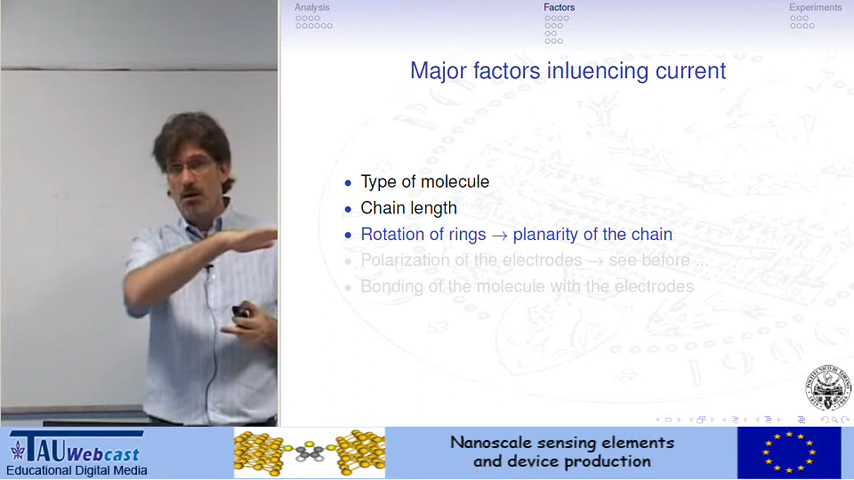 Analysis
Factors
Experiments
Major factors inluencing current
Type of molecule
Chain length
Rotation of rings → planarity of the chain
Polarization of the electrodes → see before ...
Bonding of the molecule with the electrodes
TAU Webcast
Educational Digital Media
Nanoscale sensing elements
and device production